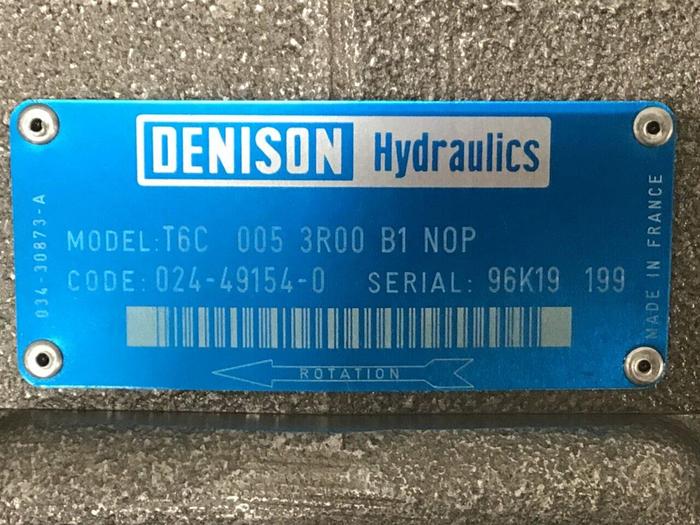 DENISON Hydraulics
MODEL: T6C 005 3R00 B1 NOP
CODE: 024-49154-0 SERIAL: 96K19 199
ROTATION
034-30873-A
MADE IN FRANCE